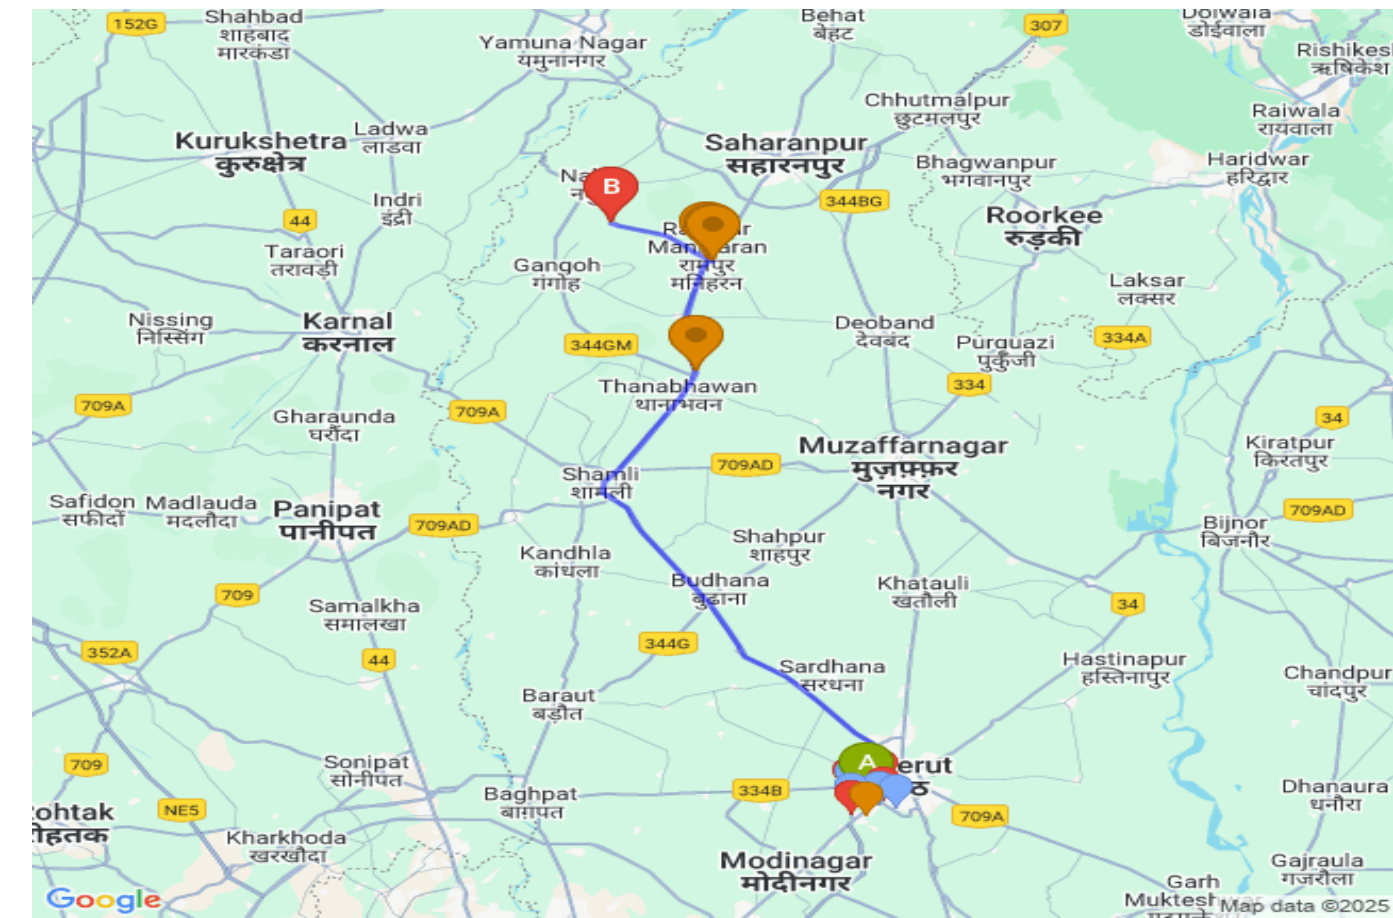 152G
Shahbad
शाहबाद
मारकंडा
Yamuna Nagar
यमुनानगर
Behat
बेहट
307
Doiwala
डोईवाला
Rishikes
ऋषिकेश
Chhutmalpur
छुटमलपुर
Raiwala
रायवाला
Kurukshetra
कुरुक्षेत्र
Ladwa
लाडवा
Saharanpur
सहारनपुर
Bhagwanpur
भगवानपुर
Haridwar
हरिद्वार
B
Indri
इंद्री
344BG
44
Roorkee
रुड़की
Taraori
तरावड़ी
Gangoh
गंगोह
रामपुर
मनिहरन
Laksar
लक्सर
Nissing
निस्सिंग
Karnal
करनाल
344GM
Deoband
देवबंद
Purquazi
पुर्कुॅजी
334A
Thanabhawan
थानाभवन
334
709A
709A
Gharaunda
घरौंदा
34
Muzaffarnagar
मुज़फ़्फ़र
नगर
Kiratpur
किरतपुर
709AD
Shamli
शामली
Safidon
सफीदों
Madlauda
मदलौदा
Panipat
पानीपत
709AD
709AD
Bijnor
बिजनौर
Shahpur
शाहपुर
Kandhla
कांधला
Budhana
बुढाना
Khatauli
खतौली
709
Samalkha
समालखा
34
344G
352A
44
Sardhana
सरधना
Hastinapur
हस्तिनापुर
Chandpur
चांदपुर
Baraut
बड़ौत
709
Sonipat
सोनीपत
A
erut
ठ
Baghpat
बाग़पत
334B
Dhanaura
धनौरा
NE5
ohtak
ोहतक
709A
Kharkhoda
खरखौदा
Modinagar
मोदीनगर
Gajraula
गजरौला
Garh
Google
Map data ©2025